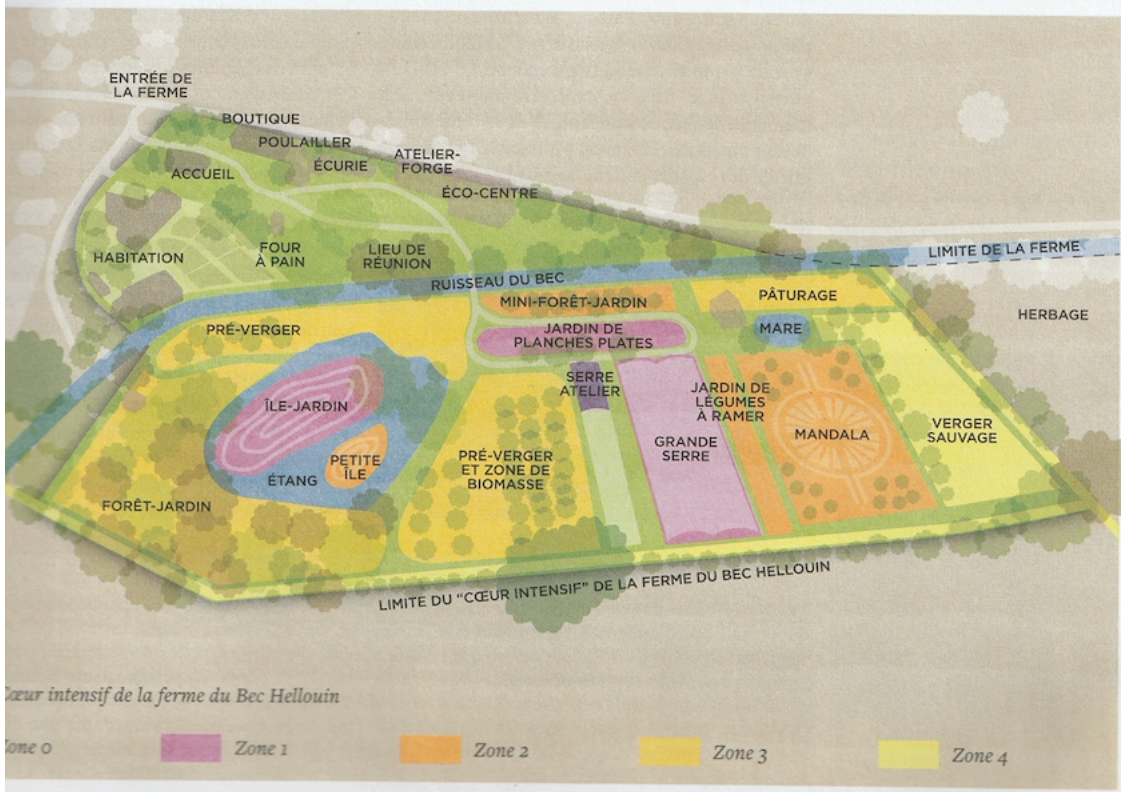 ENTRÉE DE
LA FERME
BOUTIQUE
POULAILLER
ÉCURIE
ATELIER-
FORGE
ACCUEIL
ÉCO-CENTRE
HABITATION
FOUR
À PAIN
LIEU DE
RÉUNION
RUISSEAU DU BEC
LIMITE DE LA FERME
MINI-FORÊT-JARDIN
PÂTURAGE
HERBAGE
PRÉ-VERGER
JARDIN DE
PLANCHES PLATES
MARE
SERRE
ATELIER
JARDIN DE
LÉGUMES
À RAMER
ÎLE-JARDIN
GRANDE
SERRE
MANDALA
VERGER
SAUVAGE
PETITE
ÎLE
ÉTANG
PRÉ-VERGER
ET ZONE DE
BIOMASSE
FORÊT-JARDIN
LIMITE DU "CŒUR INTENSIF" DE LA FERME DU BEC HELLOUIN
Cœur intensif de la ferme du Bec Hellouin
Zone 0
Zone 1
Zone 2
Zone 3
Zone 4